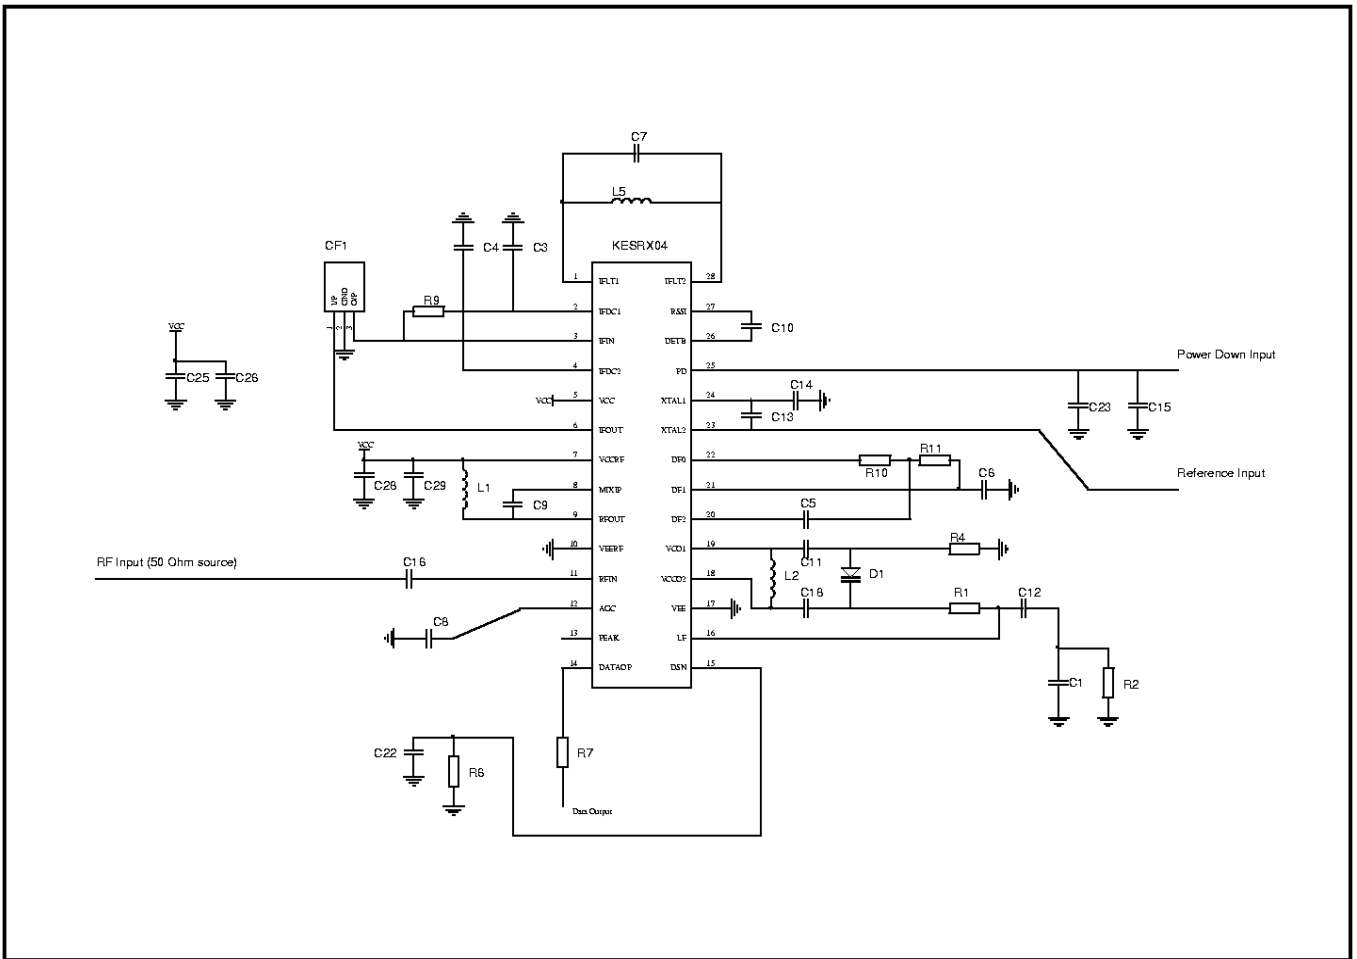 C7
L5
C4
C3
CF1
KESRX04
I/P
GND
O/P
1
2
3
R9
1
IFLT1
IFLT2
28
2
IFDC1
RSSI
27
C10
3
IFIN
DETB
26
VCC
Power Down Input
4
IFDC2
PD
25
C25
C26
C14
VCC
5
VCC
XTAL1
24
C13
C23
C15
6
IFOUT
XTAL2
23
VCC
7
VCCRF
DF0
22
R10
R11
Reference Input
C28
C29
L1
8
MIXIP
DF1
21
C6
C9
9
RFOUT
DF2
20
C5
10
VEERF
VCO1
19
C11
R4
RF Input (50 Ohm source)
C16
11
RFIN
VCCO2
18
L2
D1
C8
12
AGC
VEE
17
C18
R1
C12
13
PEAK
LF
16
14
DATAOP
DSN
15
C1
R2
C22
R6
R7
Data Output